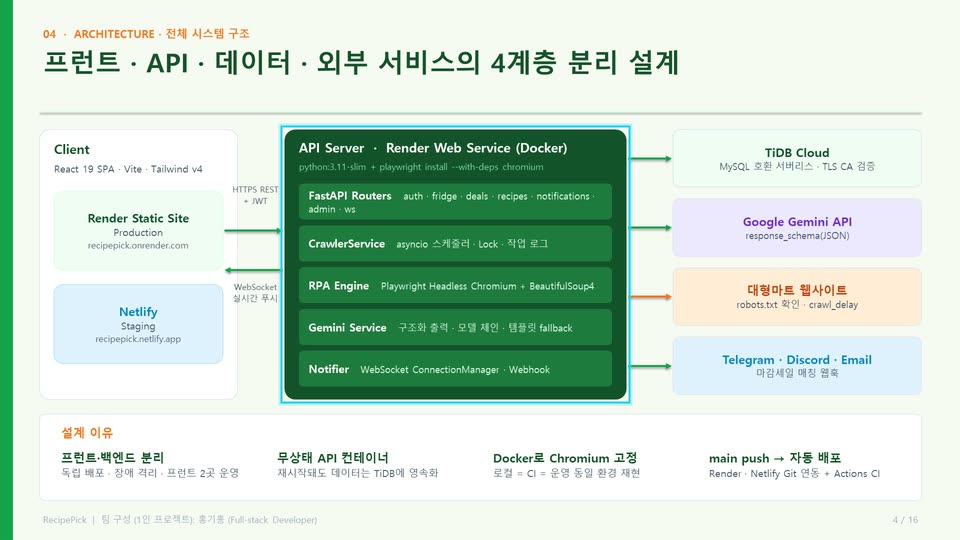 04 · ARCHITECTURE · 전체 시스템 구조
프런트 · API · 데이터 · 외부 서비스의 4계층 분리 설계
Client
React 19 SPA · Vite · Tailwind v4
Render Static Site
Production
recipepick.onrender.com
Netlify
Staging
recipepick.netlify.app
HTTPS REST
+ JWT
WebSocket
실시간 푸시
API Server · Render Web Service (Docker)
python:3.11-slim + playwright install --with-deps chromium
FastAPI Routers auth · fridge · deals · recipes · notifications ·
admin · ws
CrawlerService asyncio 스케줄러 · Lock · 작업 로그
RPA Engine Playwright Headless Chromium + BeautifulSoup4
Gemini Service 구조화 출력 · 모델 체인 · 템플릿 fallback
Notifier WebSocket ConnectionManager · Webhook
TiDB Cloud
MySQL 호환 서버리스 · TLS CA 검증
Google Gemini API
response_schema(JSON)
대형마트 웹사이트
robots.txt 확인 · crawl_delay
Telegram · Discord · Email
마감세일 매칭 웹훅
설계 이유
프런트·백엔드 분리
독립 배포 · 장애 격리 · 프런트 2곳 운영
무상태 API 컨테이너
재시작돼도 데이터는 TiDB에 영속화
Docker로 Chromium 고정
로컬 = CI = 운영 동일 환경 재현
main push → 자동 배포
Render · Netlify Git 연동 + Actions CI
RecipePick | 팀 구성 (1인 프로젝트): 홍기홍 (Full-stack Developer)
4 / 16